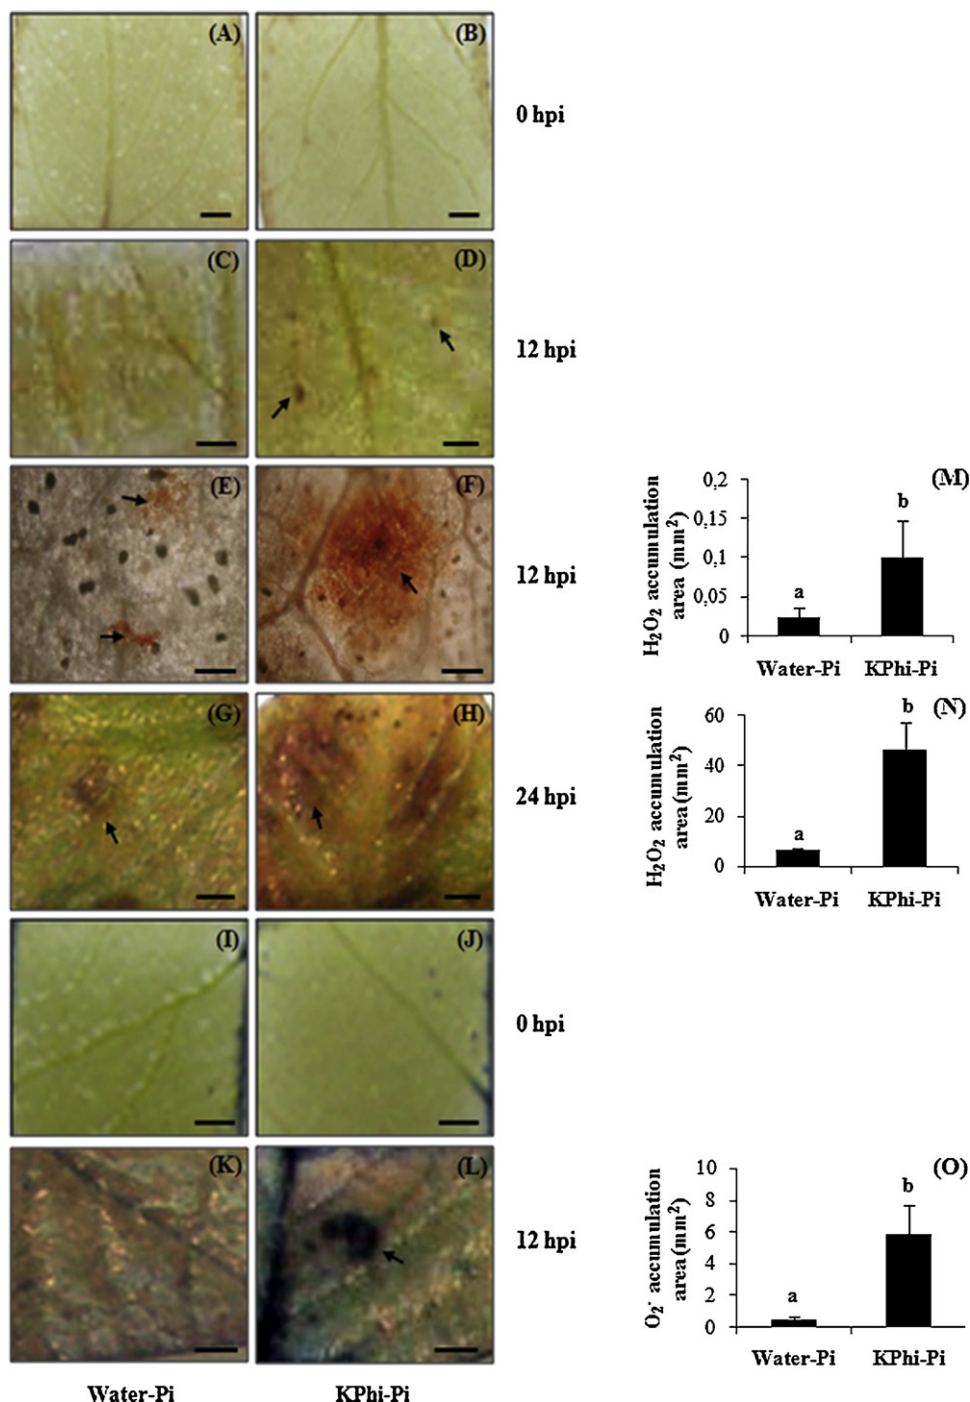 (A)
(B)
0 hpi
(C)
(D)
12 hpi
(E)
(F)
12 hpi
(G)
(H)
24 hpi
(I)
(J)
0 hpi
(K)
(L)
12 hpi
Water-Pi
KPhi-Pi
(M)
H₂O₂ accumulation
area (mm²)
0,2
0,15
0,1
0,05
0
a
b
Water-Pi
KPhi-Pi
(N)
H₂O₂ accumulation
area (mm²)
60
40
20
0
a
b
Water-Pi
KPhi-Pi
(O)
O₂⁻ accumulation
area (mm²)
10
8
6
4
2
0
a
b
Water-Pi
KPhi-Pi